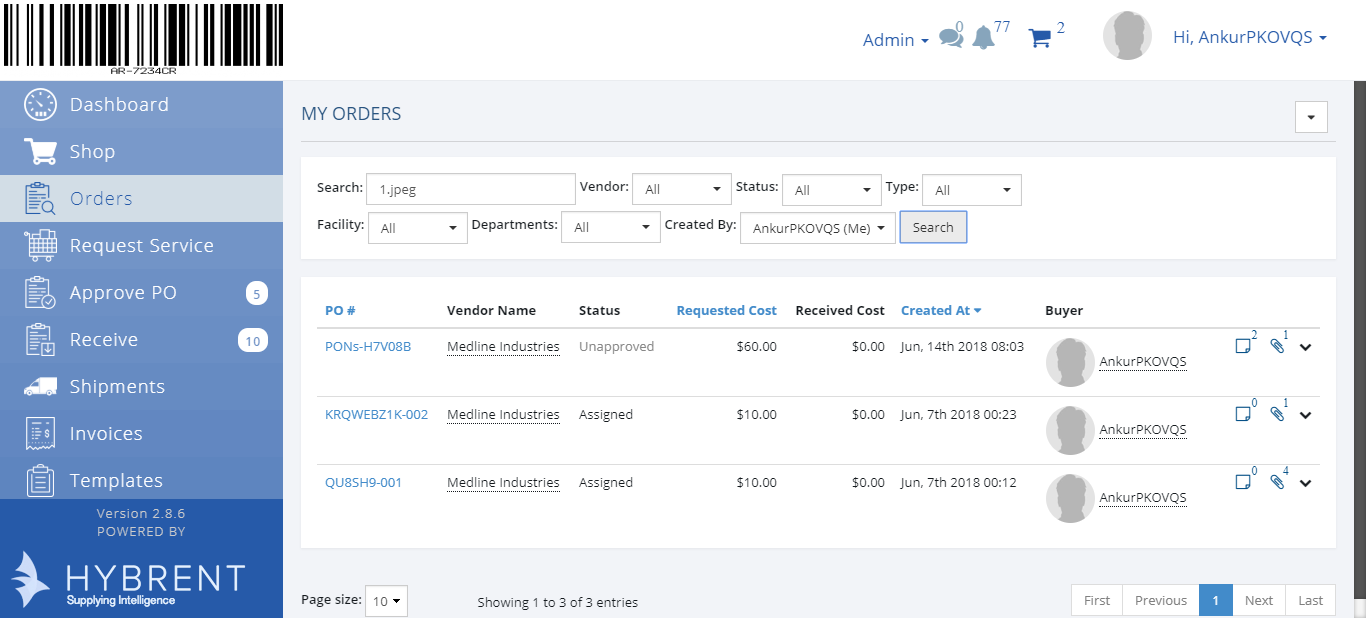 AR-7234CR
Admin 0 77 2 Hi, AnkurPKOVQS
Dashboard
Shop
Orders
Request Service
Approve PO 5
Receive 10
Shipments
Invoices
Templates
Version 2.8.6
POWERED BY
HYBRENT
Supplying Intelligence
MY ORDERS
Search: 1.jpeg Vendor: All Status: All Type: All
Facility: All Departments: All Created By: AnkurPKOVQS (Me) Search
PO # Vendor Name Status Requested Cost Received Cost Created At Buyer
PONs-H7V08B Medline Industries Unapproved $60.00 $0.00 Jun, 14th 2018 08:03 AnkurPKOVQS 2 1
KRQWEBZ1K-002 Medline Industries Assigned $10.00 $0.00 Jun, 7th 2018 00:23 AnkurPKOVQS 0 1
QU8SH9-001 Medline Industries Assigned $10.00 $0.00 Jun, 7th 2018 00:12 AnkurPKOVQS 0 4
Page size: 10 Showing 1 to 3 of 3 entries First Previous 1 Next Last